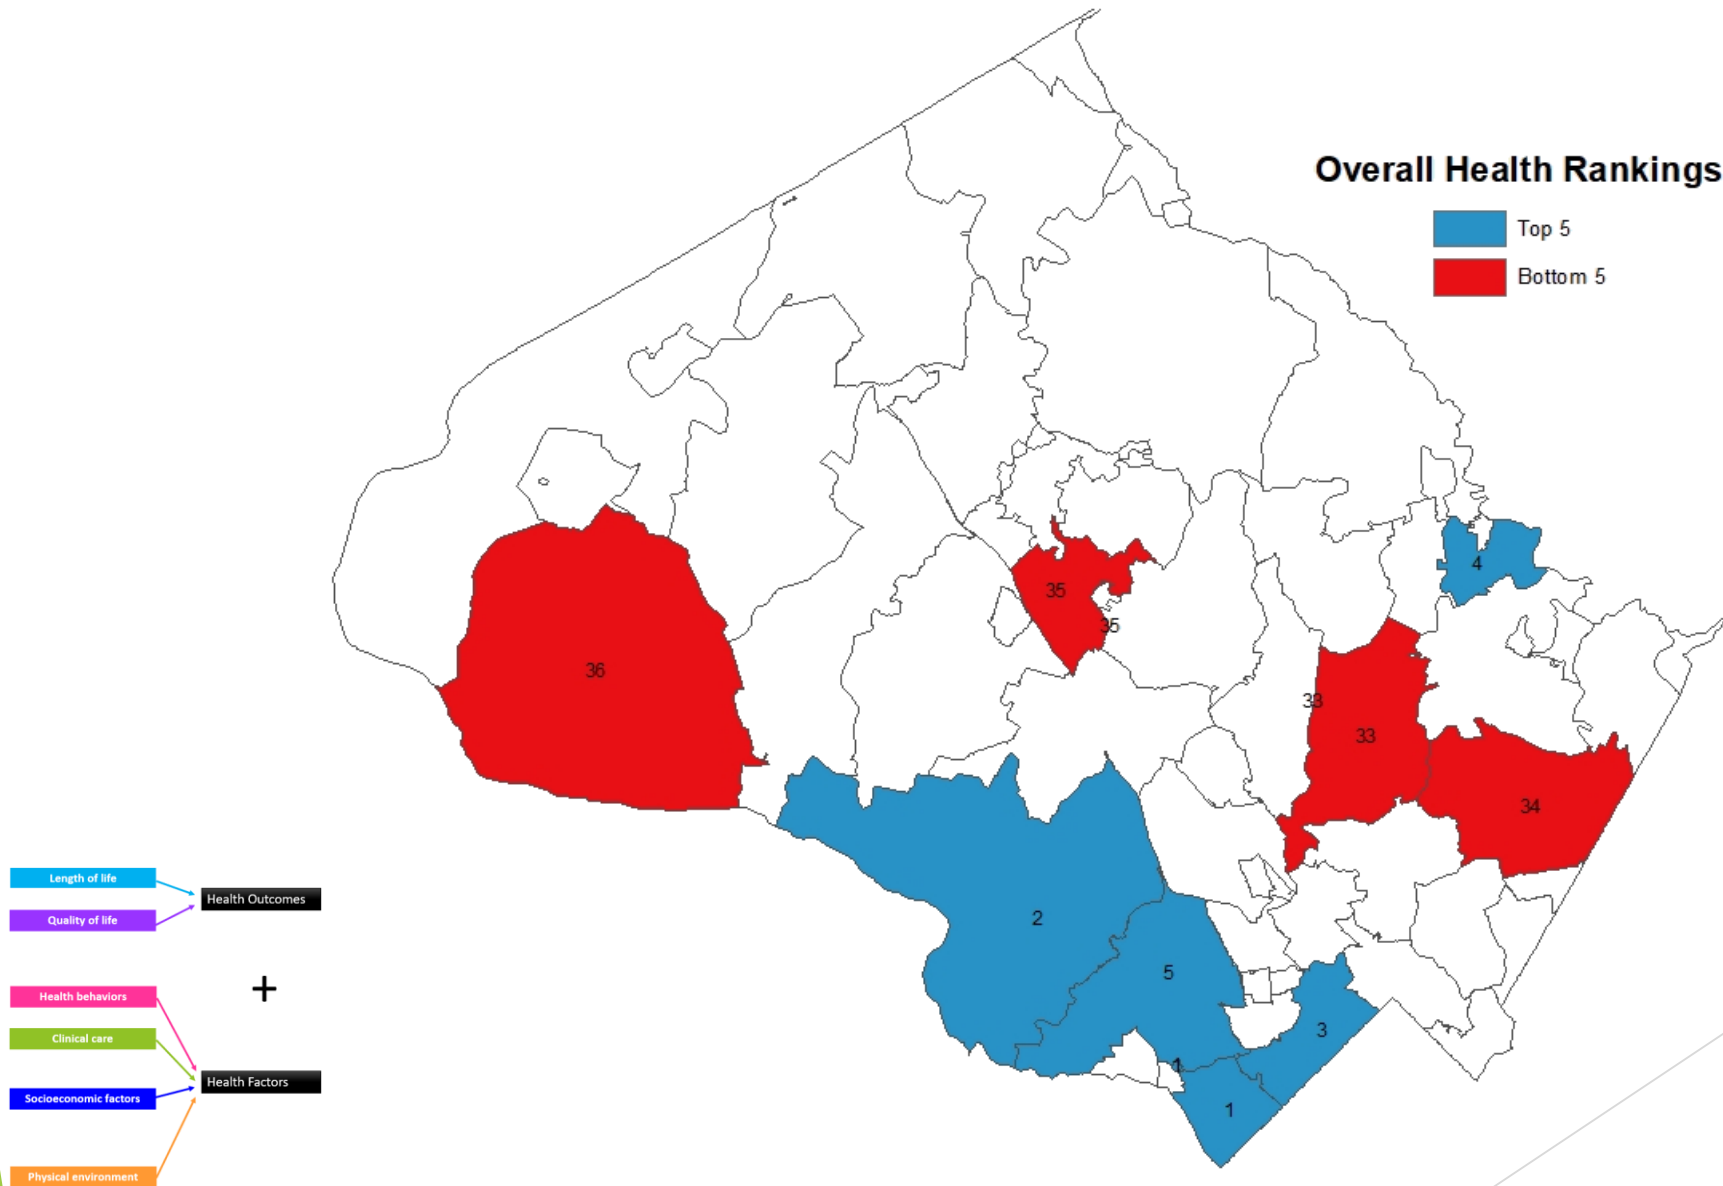 Overall Health Rankings
Top 5
Bottom 5
4
35
35
36
33
33
34
2
5
3
1
1
Length of life
Quality of life
Health Outcomes
+
Health behaviors
Clinical care
Socioeconomic factors
Physical environment
Health Factors